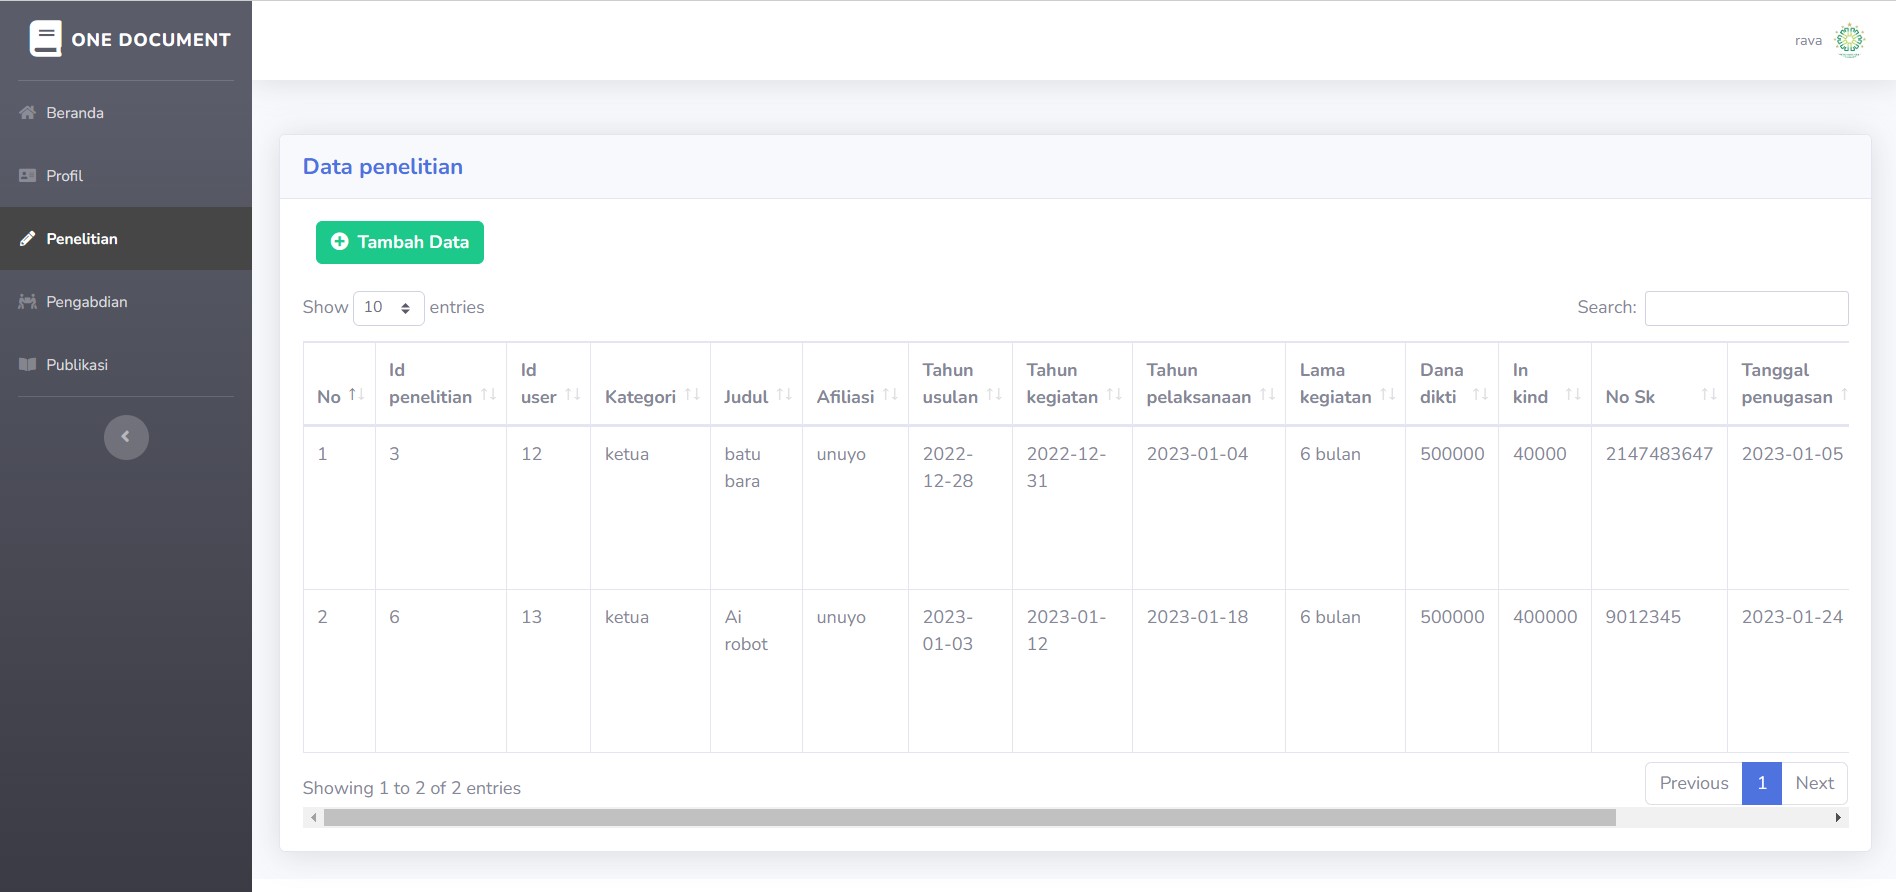 ONE DOCUMENT
rava
Beranda
Profil
Penelitian
Pengabdian
Publikasi
Data penelitian
Tambah Data
Show 10 entries
Search:
No Id penelitian Id user Kategori Judul Afiliasi Tahun usulan Tahun kegiatan Tahun pelaksanaan Lama kegiatan Dana dikti In kind No Sk Tanggal penugasan
1 3 12 ketua batu bara unuyo 2022-12-28 2022-12-31 2023-01-04 6 bulan 500000 40000 2147483647 2023-01-05
2 6 13 ketua Ai robot unuyo 2023-01-03 2023-01-12 2023-01-18 6 bulan 500000 400000 9012345 2023-01-24
Showing 1 to 2 of 2 entries
Previous 1 Next